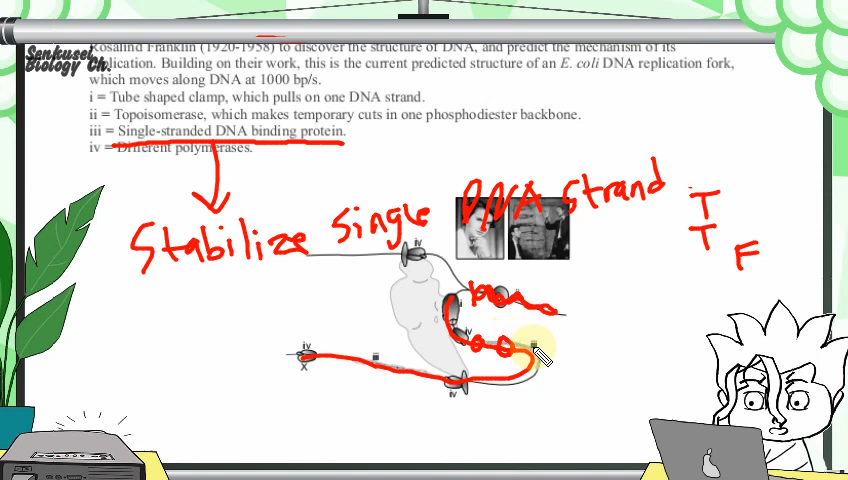 Rosalind Franklin (1920-1958) to discover the structure of DNA, and predict the mechanism of its
Senkusei
Biology Ch.
replication. Building on their work, this is the current predicted structure of an E. coli DNA replication fork,
which moves along DNA at 1000 bp/s.
i = Tube shaped clamp, which pulls on one DNA strand.
ii = Topoisomerase, which makes temporary cuts in one phosphodiester backbone.
iii = Single-stranded DNA binding protein.
iv = Different polymerases.
Stabilize single DNA strand
T
T
F
iv
i
iv
iii
iv
X
iii
iv